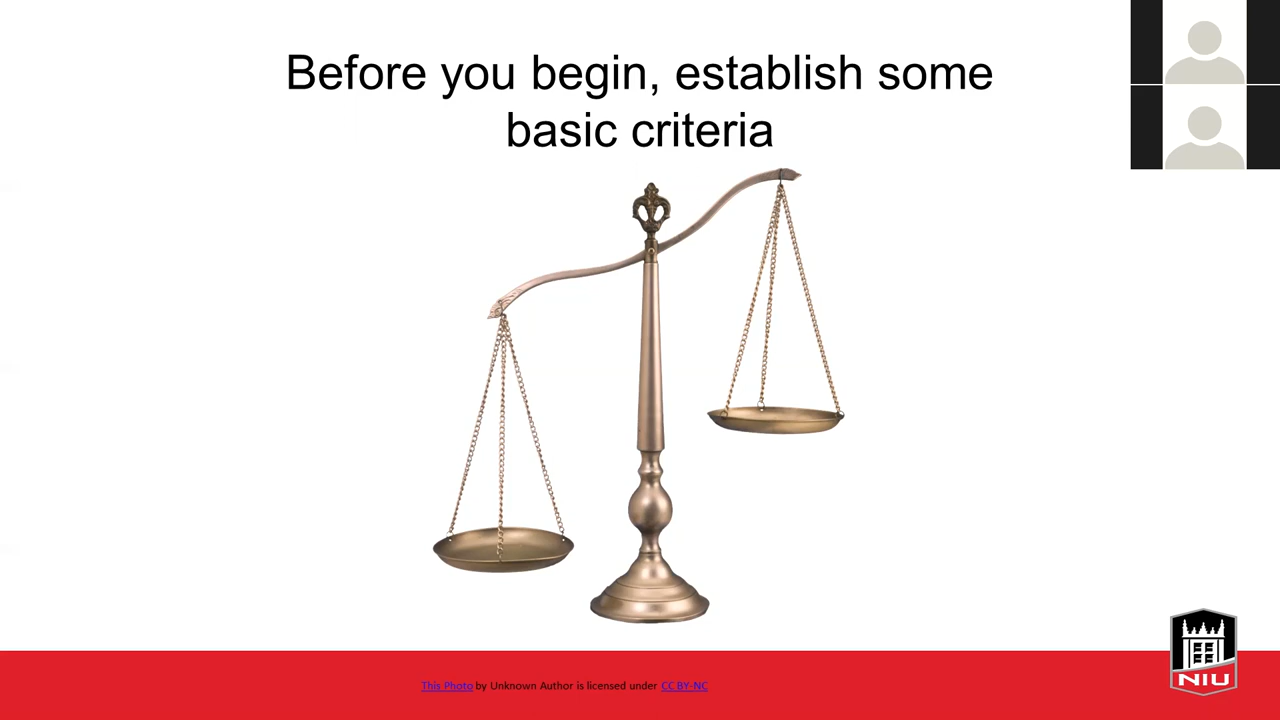 Before you begin, establish some
basic criteria
NIU
This Photo by Unknown Author is licensed under CC BY-NC